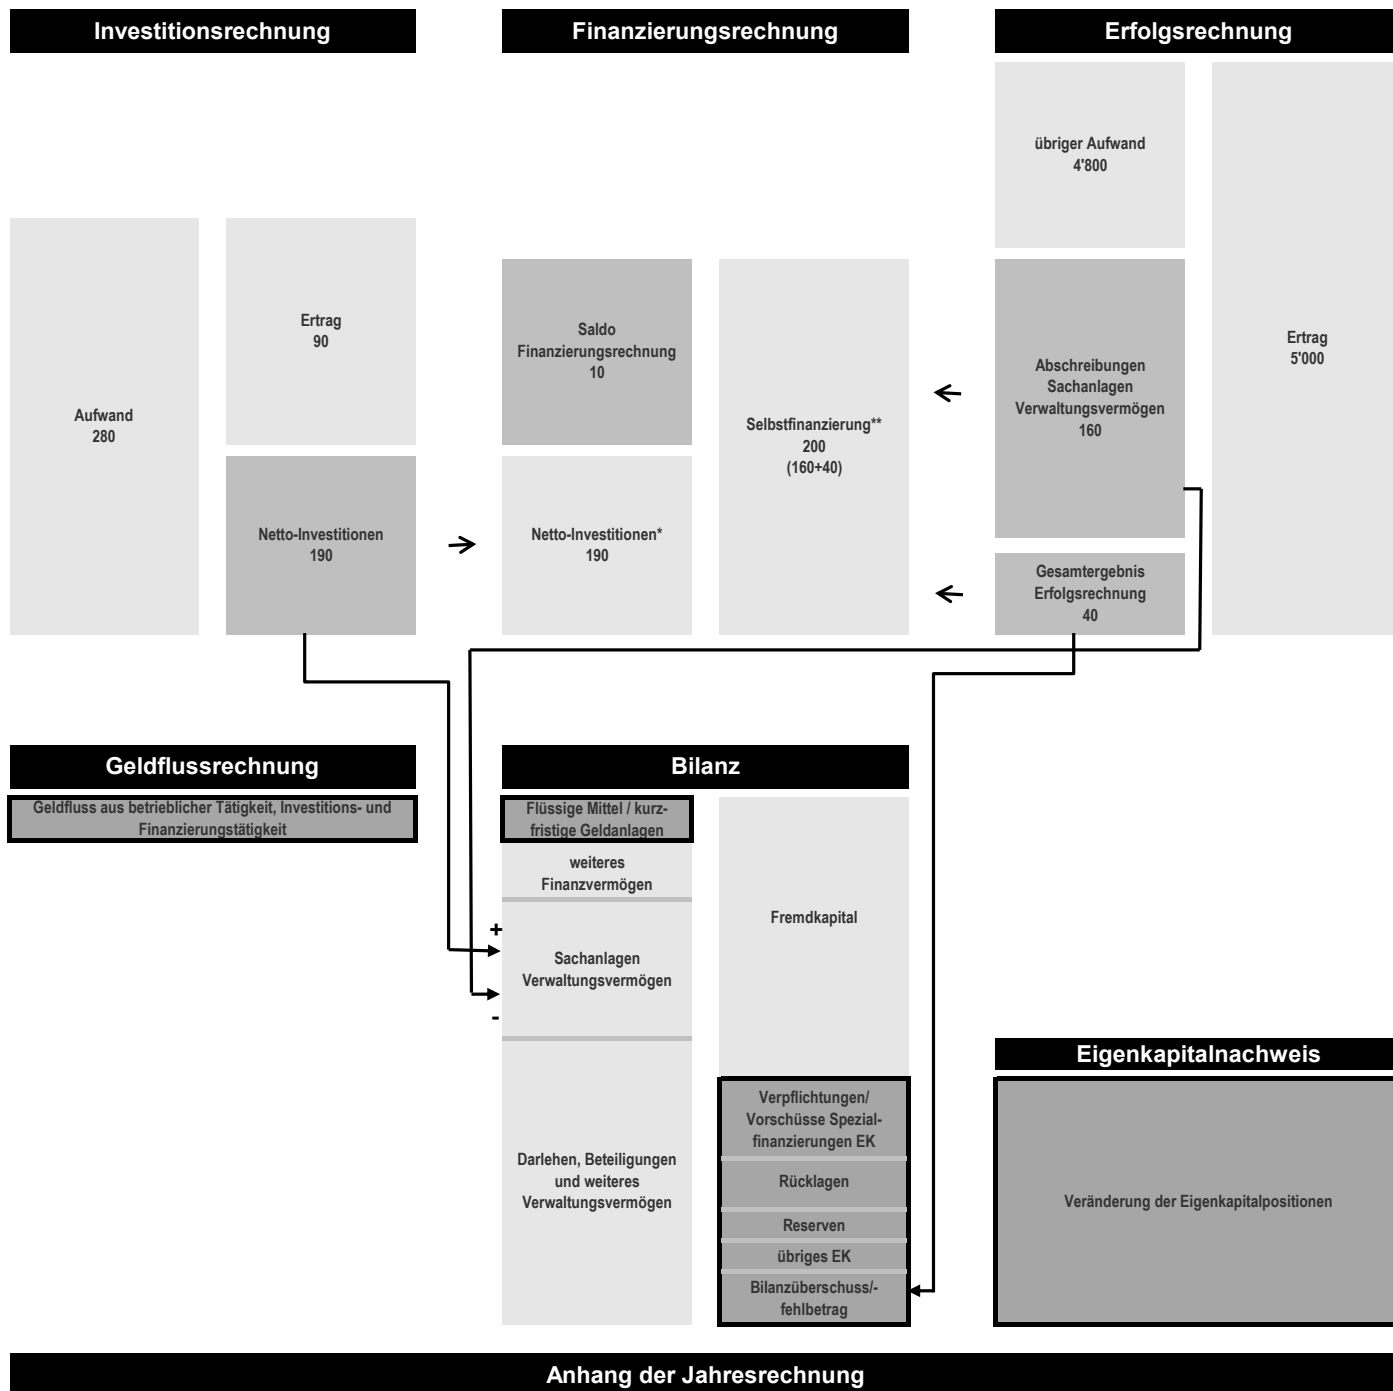 Investitionsrechnung
Finanzierungsrechnung
Erfolgsrechnung
Aufwand
280
Ertrag
90
Netto-Investitionen
190
Saldo
Finanzierungsrechnung
10
Netto-Investitionen*
190
Selbstfinanzierung**
200
(160+40)
übriger Aufwand
4'800
Abschreibungen
Sachanlagen
Verwaltungsvermögen
160
Gesamtergebnis
Erfolgsrechnung
40
Ertrag
5'000
Geldflussrechnung
Geldfluss aus betrieblicher Tätigkeit, Investitions- und
Finanzierungstätigkeit
Bilanz
Flüssige Mittel / kurz-
fristige Geldanlagen
weiteres
Finanzvermögen
+
Sachanlagen
Verwaltungsvermögen
-
Darlehen, Beteiligungen
und weiteres
Verwaltungsvermögen
Fremdkapital
Verpflichtungen/
Vorschüsse Spezial-
finanzierungen EK
Rücklagen
Reserven
übriges EK
Bilanzüberschuss/-
fehlbetrag
Eigenkapitalnachweis
Veränderung der Eigenkapitalpositionen
Anhang der Jahresrechnung